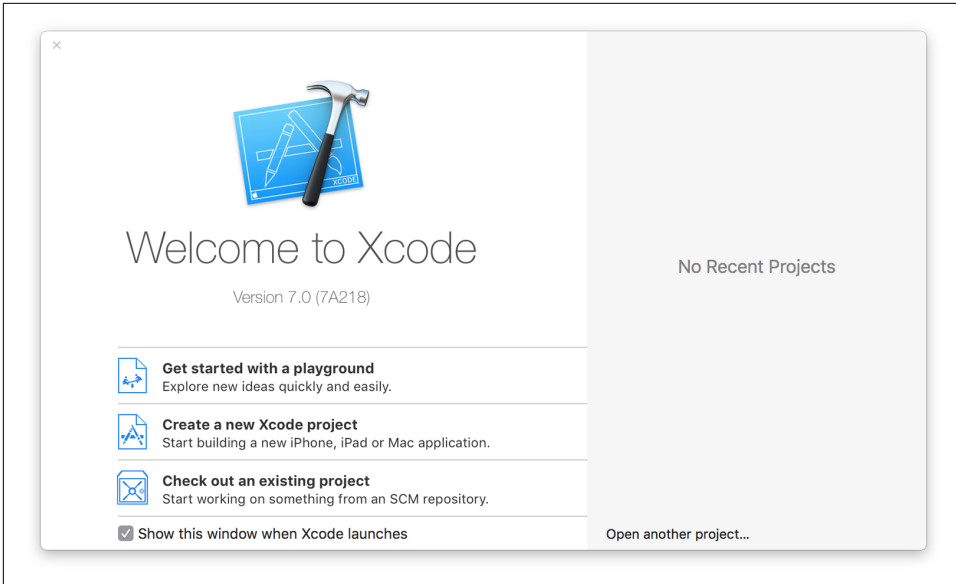 XCODE
Welcome to Xcode
Version 7.0 (7A218)
Get started with a playground
Explore new ideas quickly and easily.
Create a new Xcode project
Start building a new iPhone, iPad or Mac application.
Check out an existing project
Start working on something from an SCM repository.
Show this window when Xcode launches
No Recent Projects
Open another project...